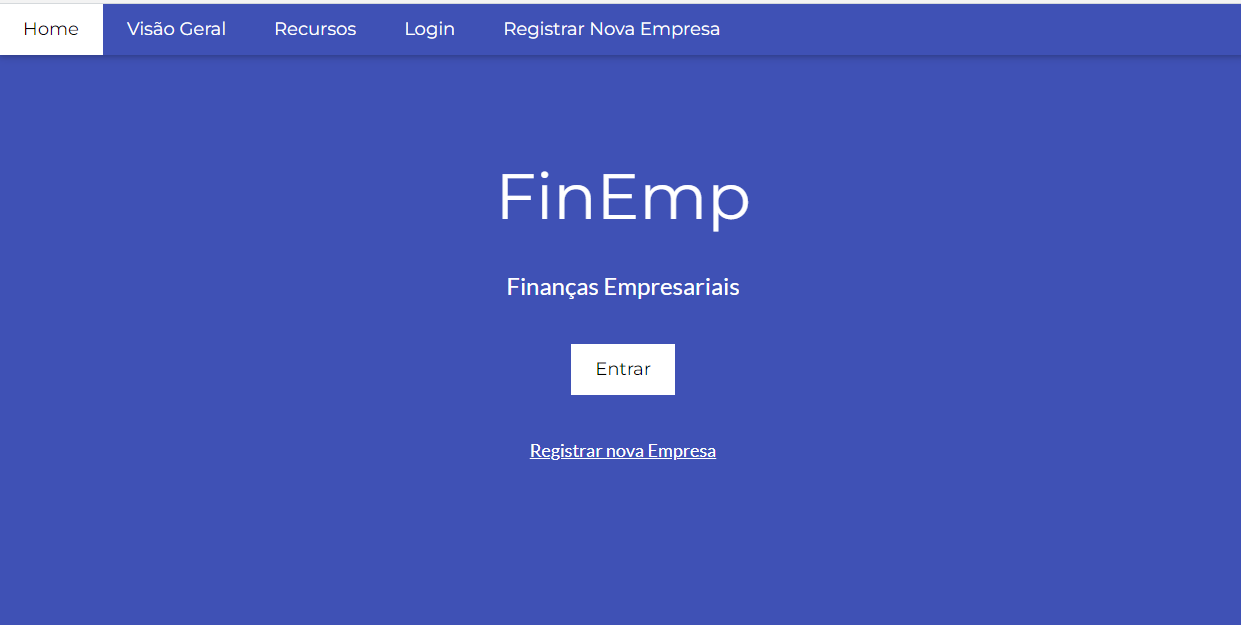 Home Visão Geral Recursos Login Registrar Nova Empresa
FinEmp
Finanças Empresariais
Entrar
Registrar nova Empresa